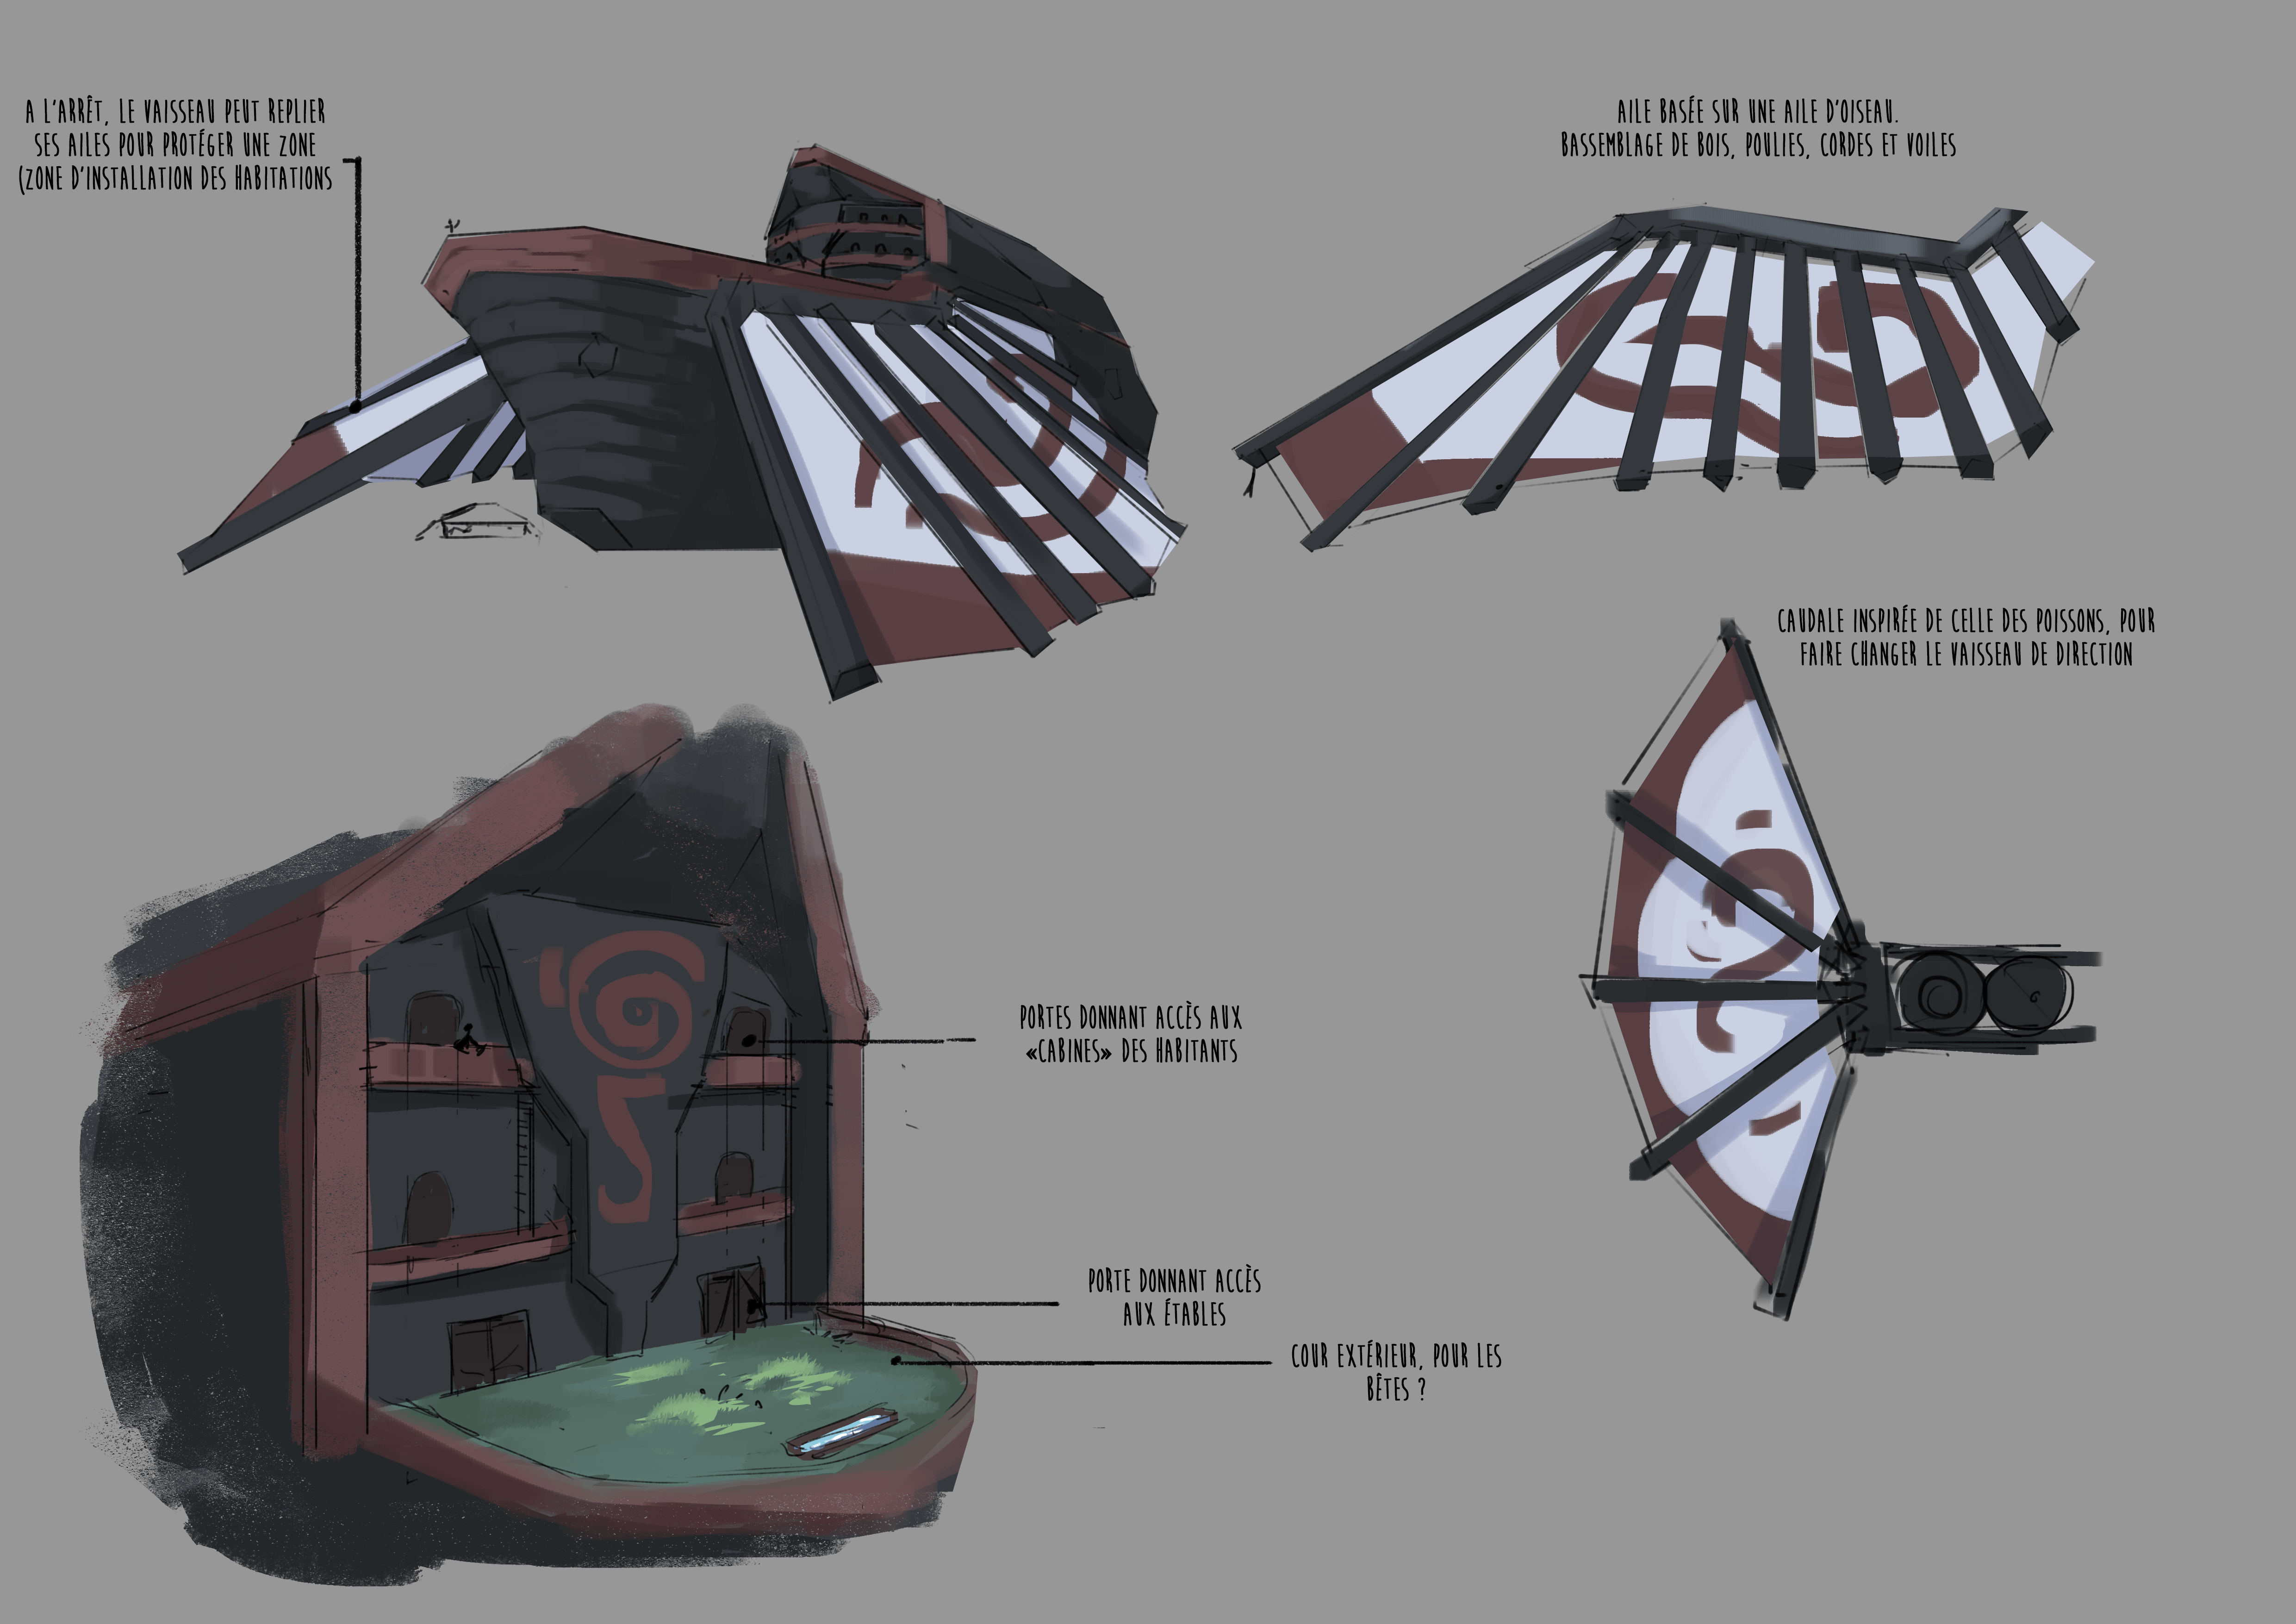 A L'ARRÊT, LE VAISSEAU PEUT REPLIER
SES AILES POUR PROTÉGER UNE ZONE
(ZONE D'INSTALLATION DES HABITATIONS
AILE BASÉE SUR UNE AILE D'OISEAU.
BASSEMBLAGE DE BOIS, POULIES, CORDES ET VOILES
CAUDALE INSPIRÉE DE CELLE DES POISSONS, POUR
FAIRE CHANGER LE VAISSEAU DE DIRECTION
PORTES DONNANT ACCÈS AUX
«CABINES» DES HABITANTS
PORTE DONNANT ACCÈS
AUX ÉTABLES
COUR EXTÉRIEUR, POUR LES
BÊTES ?